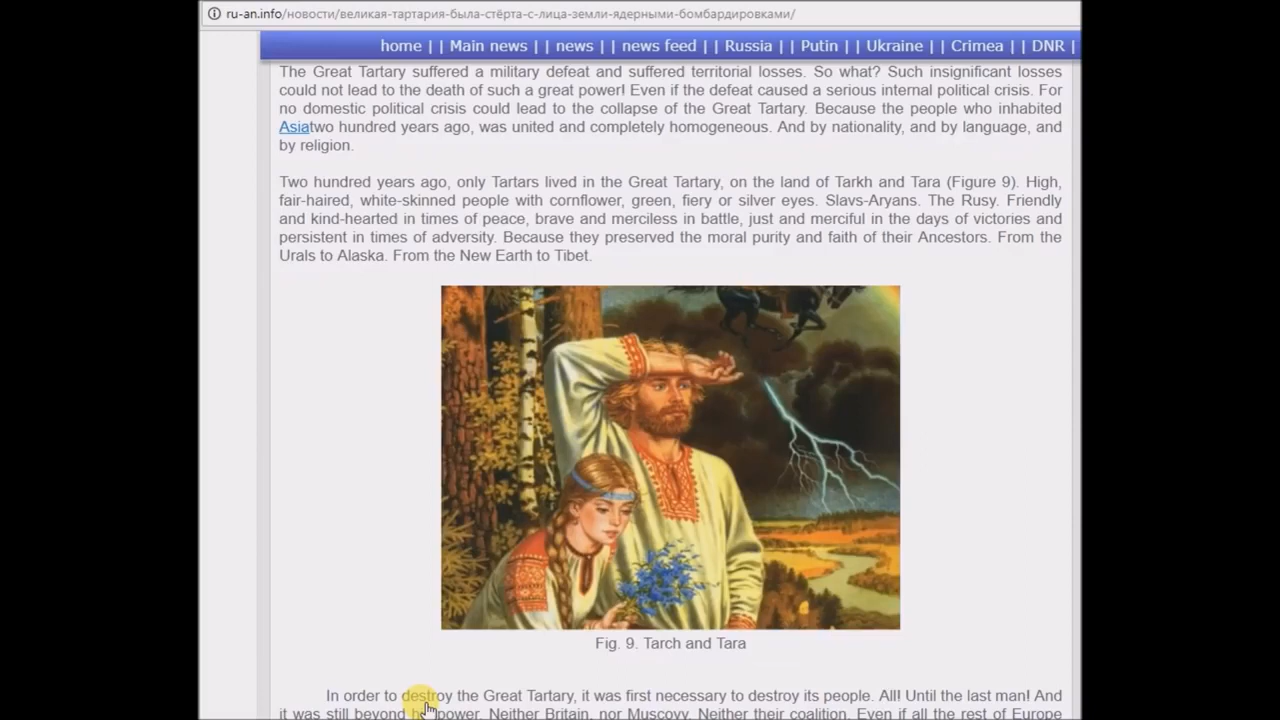 ru-an.info/новости/великая-тартария-была-стёрта-с-лица-земли-ядерными-бомбардировками/
home | | Main news | | news | | news feed | | Russia | | Putin | | Ukraine | | Crimea | | DNR |
The Great Tartary suffered a military defeat and suffered territorial losses. So what? Such insignificant losses
could not lead to the death of such a great power! Even if the defeat caused a serious internal political crisis. For
no domestic political crisis could lead to the collapse of the Great Tartary. Because the people who inhabited
Asiatwo hundred years ago, was united and completely homogeneous. And by nationality, and by language, and
by religion.
Two hundred years ago, only Tartars lived in the Great Tartary, on the land of Tarkh and Tara (Figure 9). High,
fair-haired, white-skinned people with cornflower, green, fiery or silver eyes. Slavs-Aryans. The Rusy. Friendly
and kind-hearted in times of peace, brave and merciless in battle, just and merciful in the days of victories and
persistent in times of adversity. Because they preserved the moral purity and faith of their Ancestors. From the
Urals to Alaska. From the New Earth to Tibet.
Fig. 9. Tarch and Tara
In order to destroy the Great Tartary, it was first necessary to destroy its people. All! Until the last man! And
it was still beyond power. Neither Britain, nor Muscovy. Neither their coalition. Even if all the rest of Europe